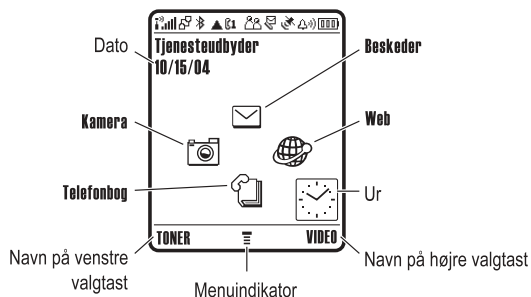 Dato
Tjenesteudbyder
10/15/04
Beskeder
Kamera
Web
Telefonbog
Ur
TONER
VIDEO
Navn på venstre
valgtast
Menuindikator
Navn på højre valgtast